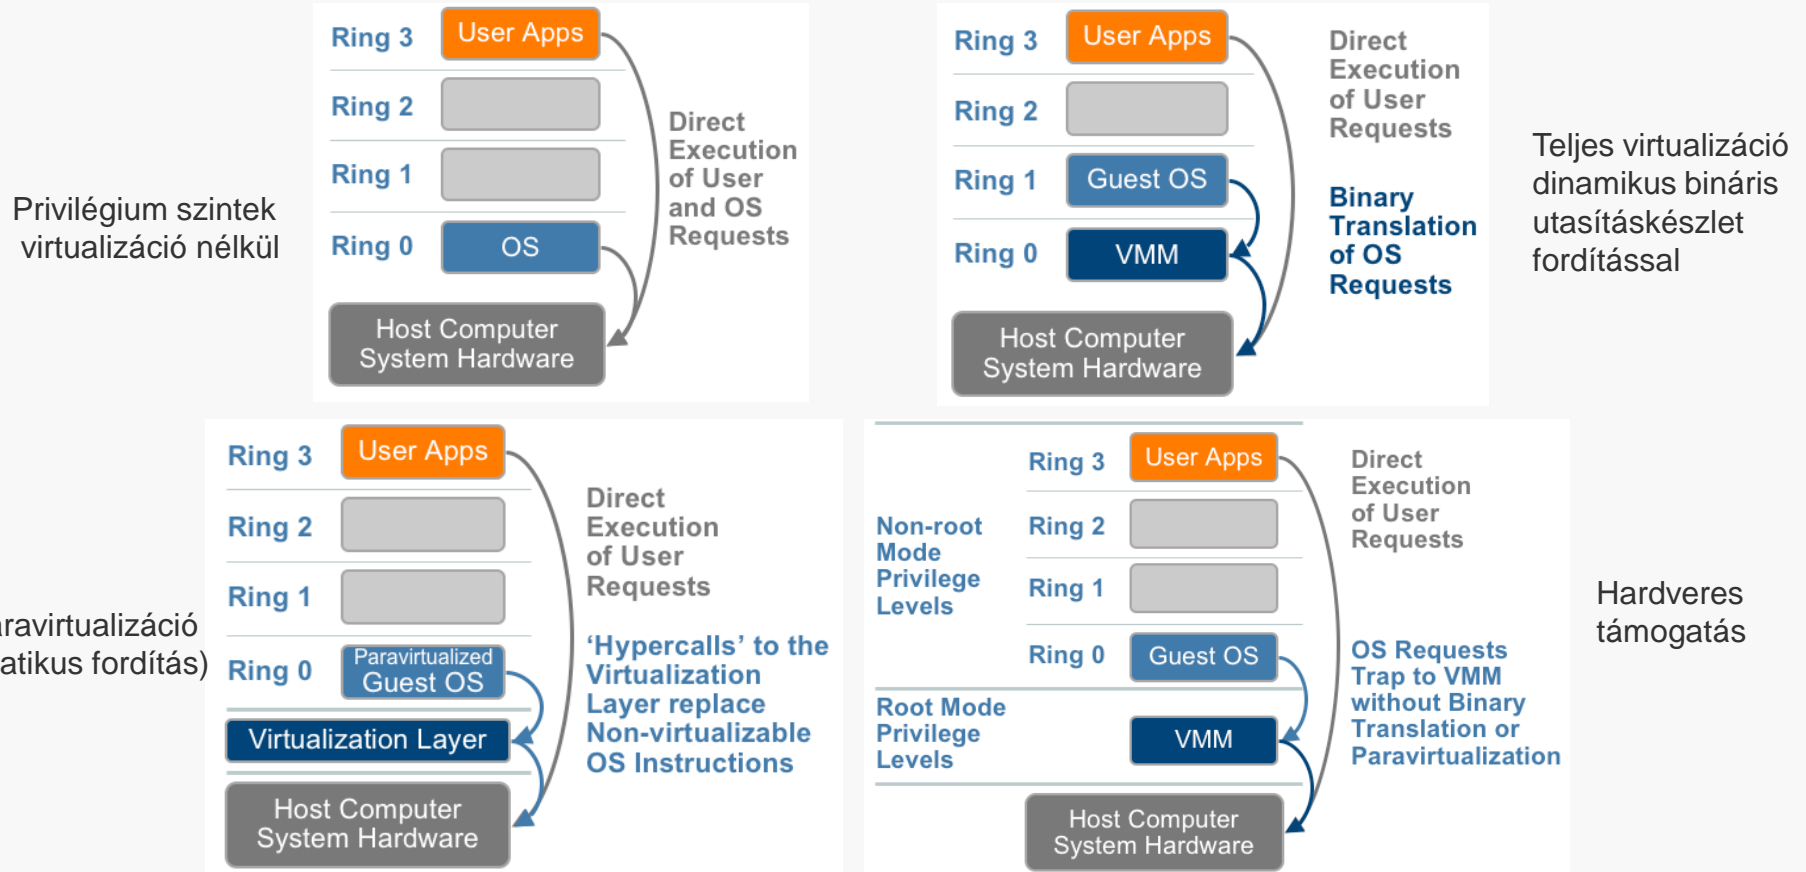 Privilégium szintek
virtualizáció nélkül
Ring 3
User Apps
Ring 2
Ring 1
Ring 0
OS
Host Computer
System Hardware
Direct
Execution
of User
and OS
Requests
Ring 3
User Apps
Ring 2
Ring 1
Guest OS
Ring 0
VMM
Host Computer
System Hardware
Direct
Execution
of User
Requests
Binary
Translation
of OS
Requests
Teljes virtualizáció
dinamikus bináris
utasításkészlet
fordítással
aravirtualizáció
atikus fordítás)
Ring 3
User Apps
Ring 2
Ring 1
Ring 0
Paravirtualized
Guest OS
Virtualization Layer
Host Computer
System Hardware
Direct
Execution
of User
Requests
‘Hypercalls’ to the
Virtualization
Layer replace
Non-virtualizable
OS Instructions
Non-root
Mode
Privilege
Levels
Root Mode
Privilege
Levels
Ring 3
User Apps
Ring 2
Ring 1
Ring 0
Guest OS
VMM
Host Computer
System Hardware
Direct
Execution
of User
Requests
OS Requests
Trap to VMM
without Binary
Translation or
Paravirtualization
Hardveres
támogatás